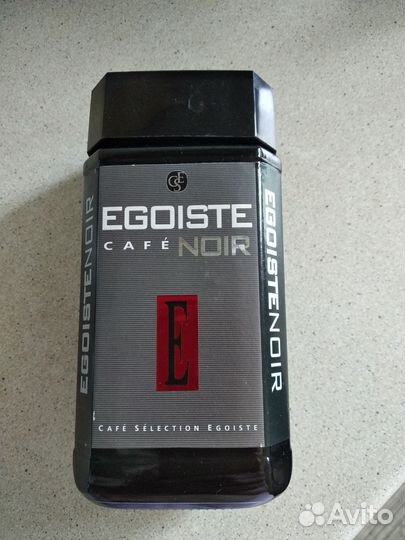 EGOISTE
CAFÉ NOIR
E
CAFÉ SÉLECTION EGOISTE
EGOISTENOIR
EGOISTENOIR
Avito